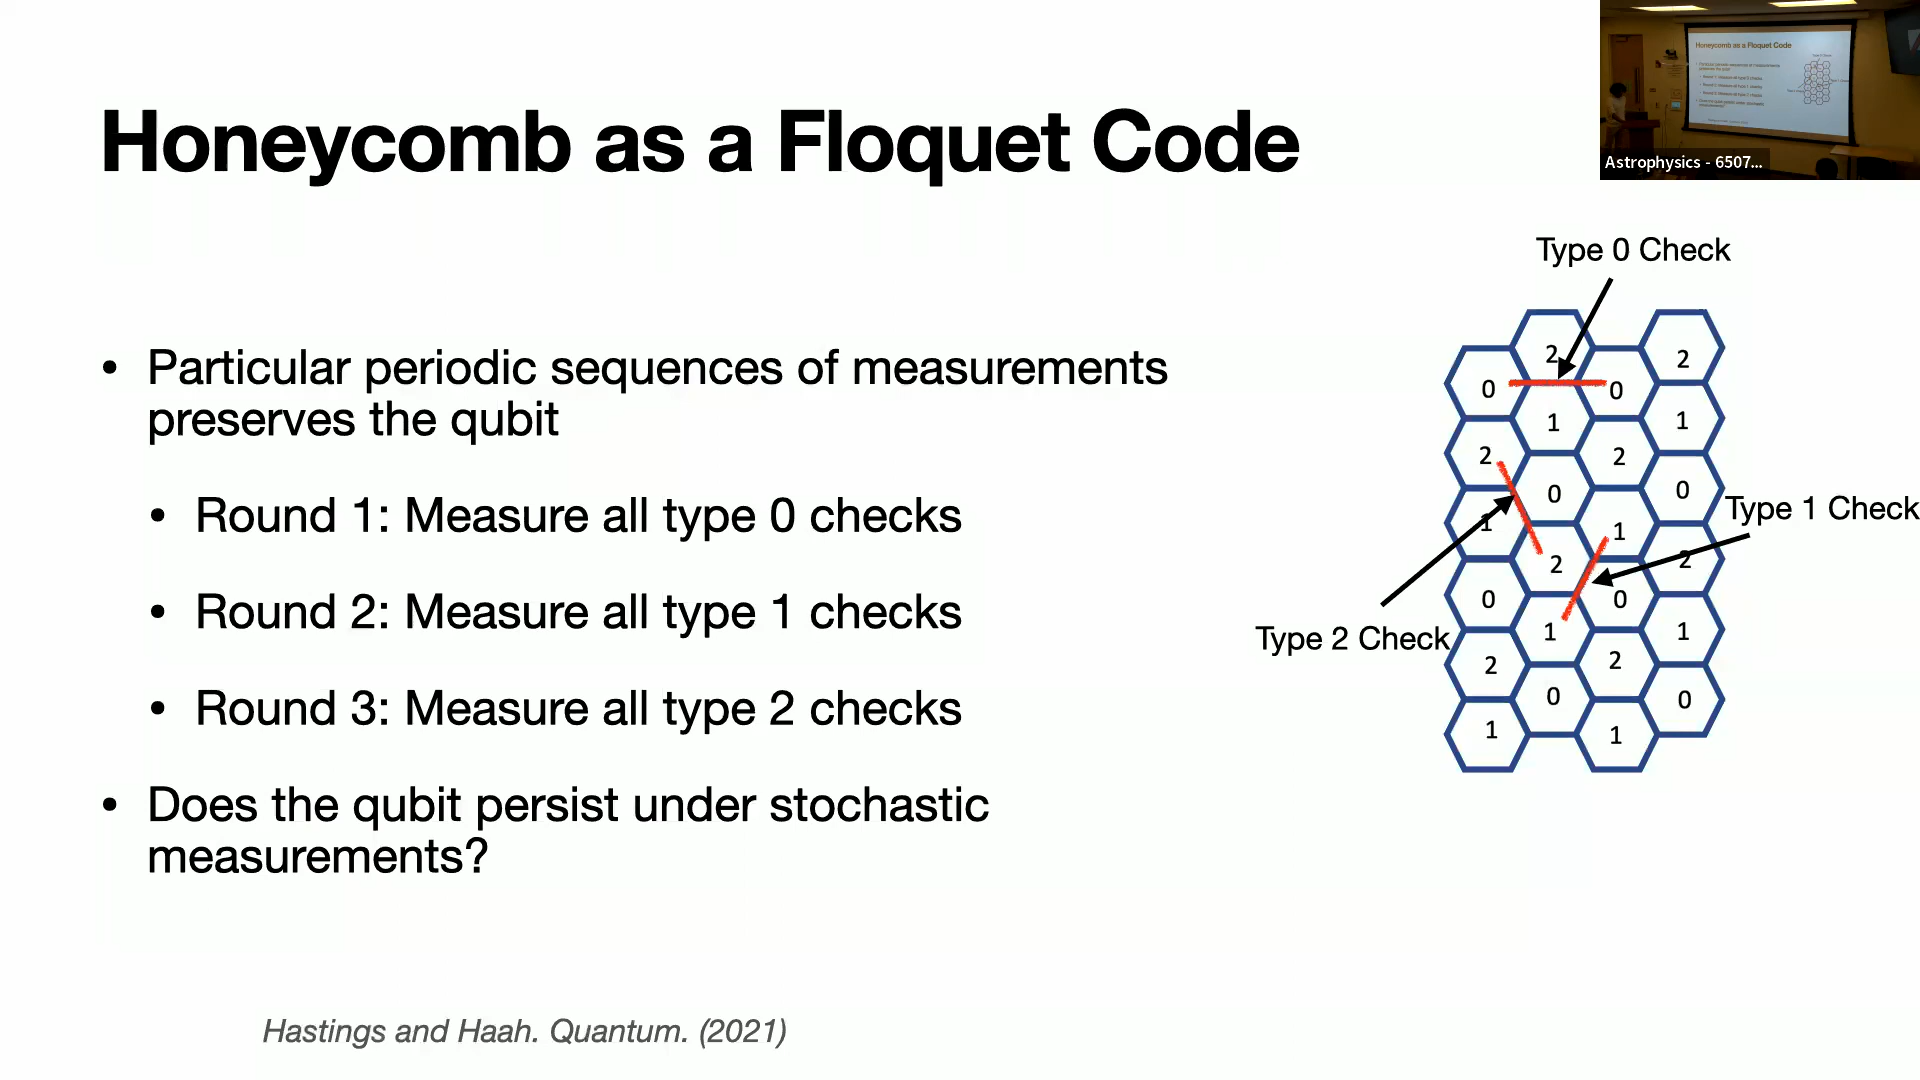 Honeycomb as a Floquet Code
Astrophysics - 6507...
• Particular periodic sequences of measurements
preserves the qubit
• Round 1: Measure all type 0 checks
• Round 2: Measure all type 1 checks
• Round 3: Measure all type 2 checks
• Does the qubit persist under stochastic
measurements?
Hastings and Haah. Quantum. (2021)
Type 0 Check
Type 1 Check
Type 2 Check
2 2
0 0
1 1
2 2
0 0
1 1
2 2
0 0
1 1
2 2
0 0
1 1
Honeycomb as a Floquet Code